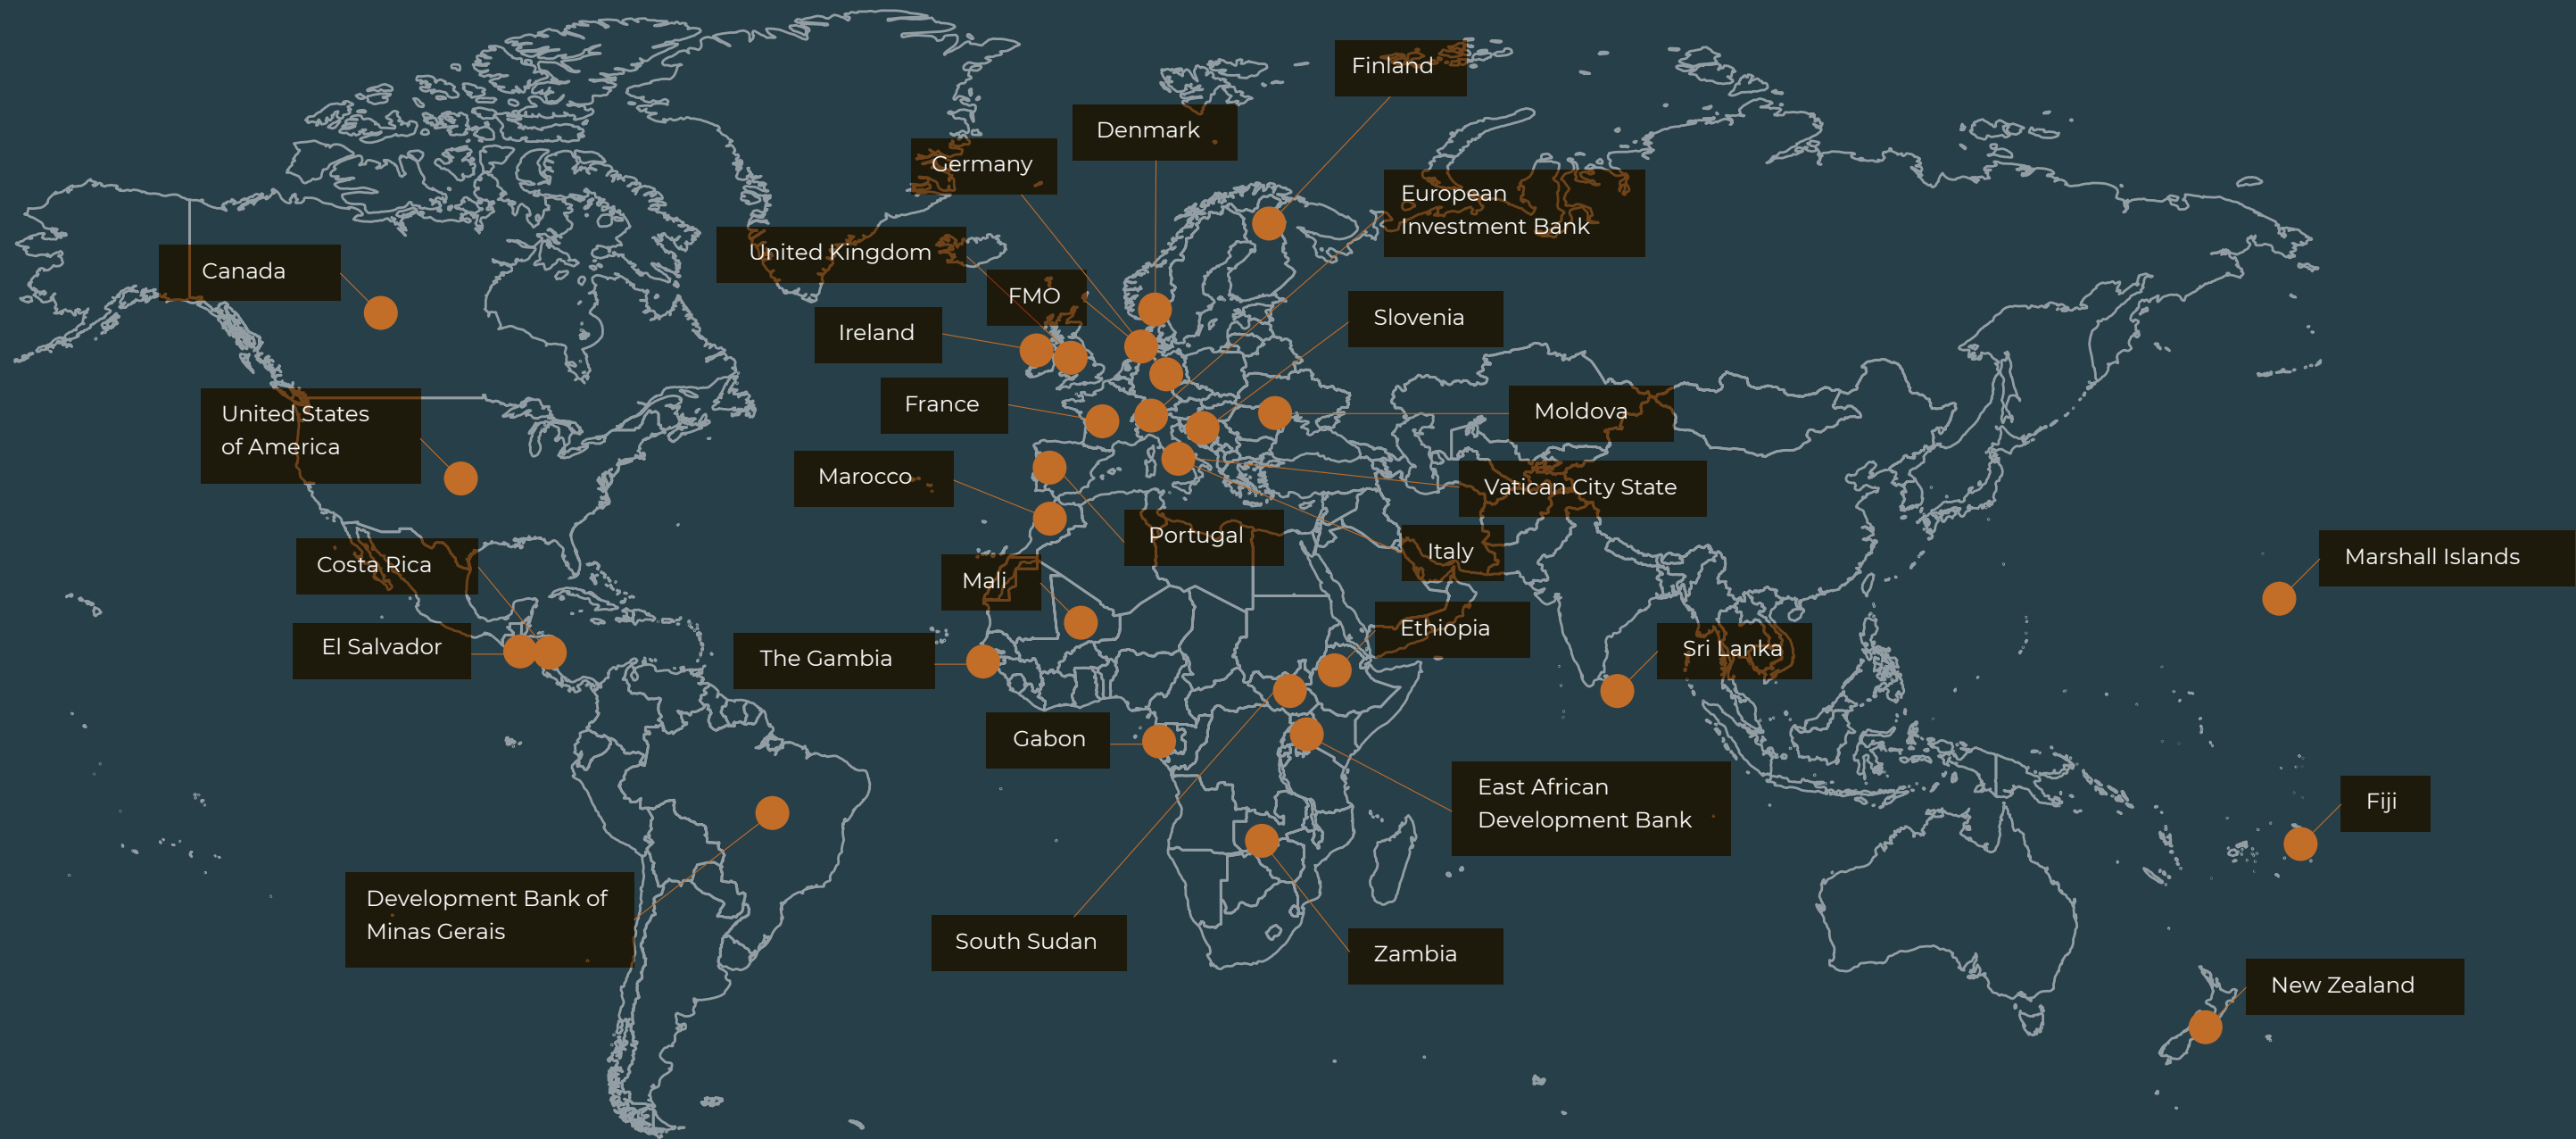 Finland
Denmark
Germany
European
Investment Bank
United Kingdom
Canada
FMO
Slovenia
Ireland
France
United States
of America
Moldova
Marocco
Vatican City State
Portugal
Italy
Marshall Islands
Costa Rica
Mali
Ethiopia
El Salvador
Sri Lanka
The Gambia
Gabon
East African
Development Bank
Fiji
Development Bank of
Minas Gerais
South Sudan
Zambia
New Zealand